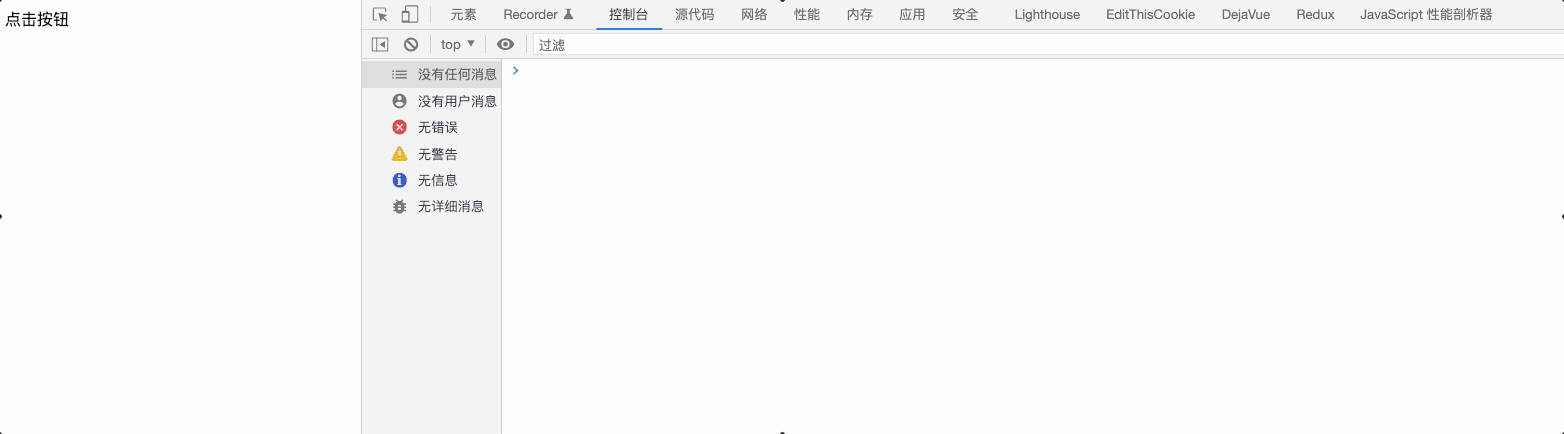 点击按钮
元素 Recorder 控制台 源代码 网络 性能 内存 应用 安全 Lighthouse EditThisCookie DejaVue Redux JavaScript 性能剖析器
top 过滤
没有任何消息
没有用户消息
无错误
无警告
无信息
无详细消息